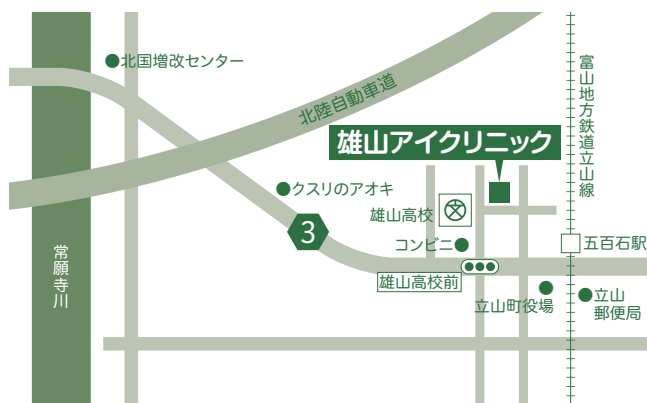 北国増改センター
富山地方鉄道立山線
北陸自動車道
雄山アイクリニック
クスリのアオキ
雄山高校
3
コンビニ
五百石駅
常願寺川
雄山高校前
立山町役場
立山
郵便局